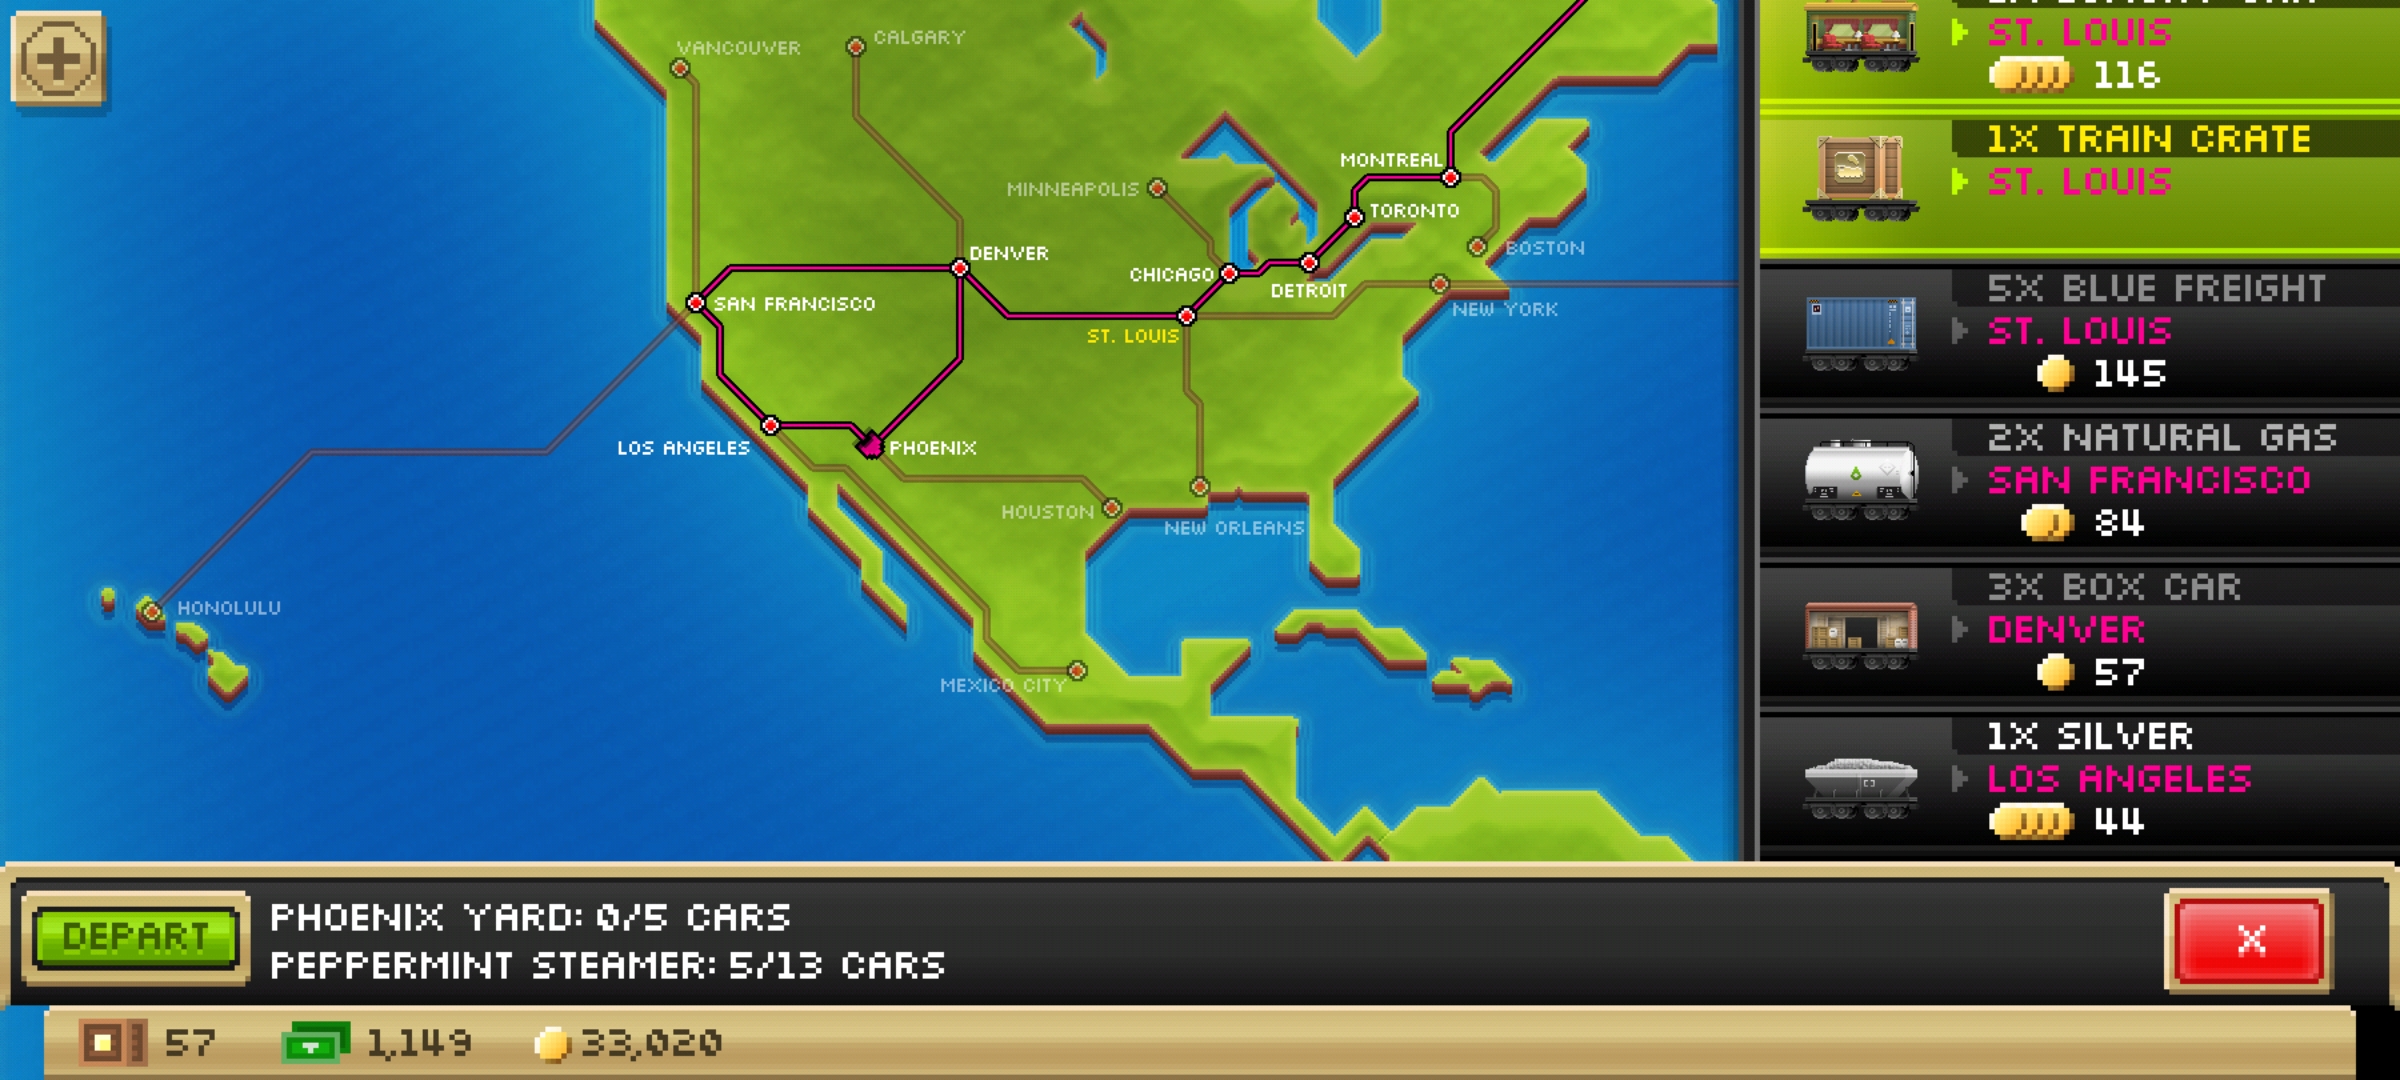 VANCOUVER
CALGARY
MINNEAPOLIS
MONTREAL
TORONTO
BOSTON
DENVER
CHICAGO
DETROIT
SAN FRANCISCO
NEW YORK
ST. LOUIS
LOS ANGELES
PHOENIX
HOUSTON
NEW ORLEANS
HONOLULU
MEXICO CITY
ST. LOUIS
116
1X TRAIN CRATE
ST. LOUIS
5X BLUE FREIGHT
ST. LOUIS
145
2X NATURAL GAS
SAN FRANCISCO
84
3X BOX CAR
DENVER
57
1X SILVER
LOS ANGELES
44
DEPART
PHOENIX YARD: 0/5 CARS
PEPPERMINT STEAMER: 5/13 CARS
X
57
1,149
33,020